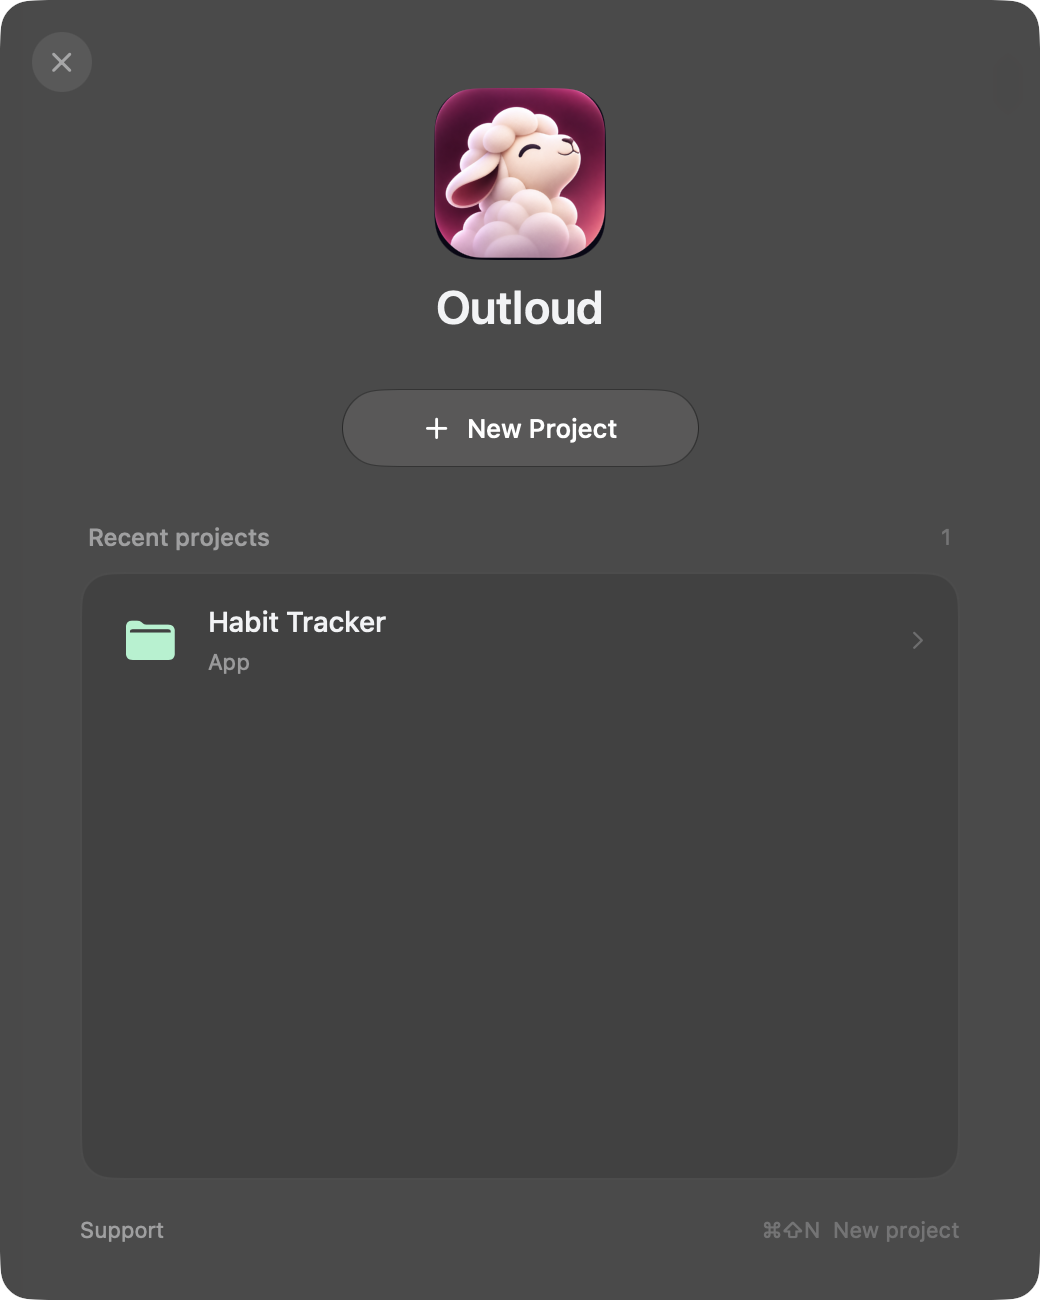 Outloud
+ New Project
Recent projects 1
Habit Tracker
App
Support ⌘⇧N New project